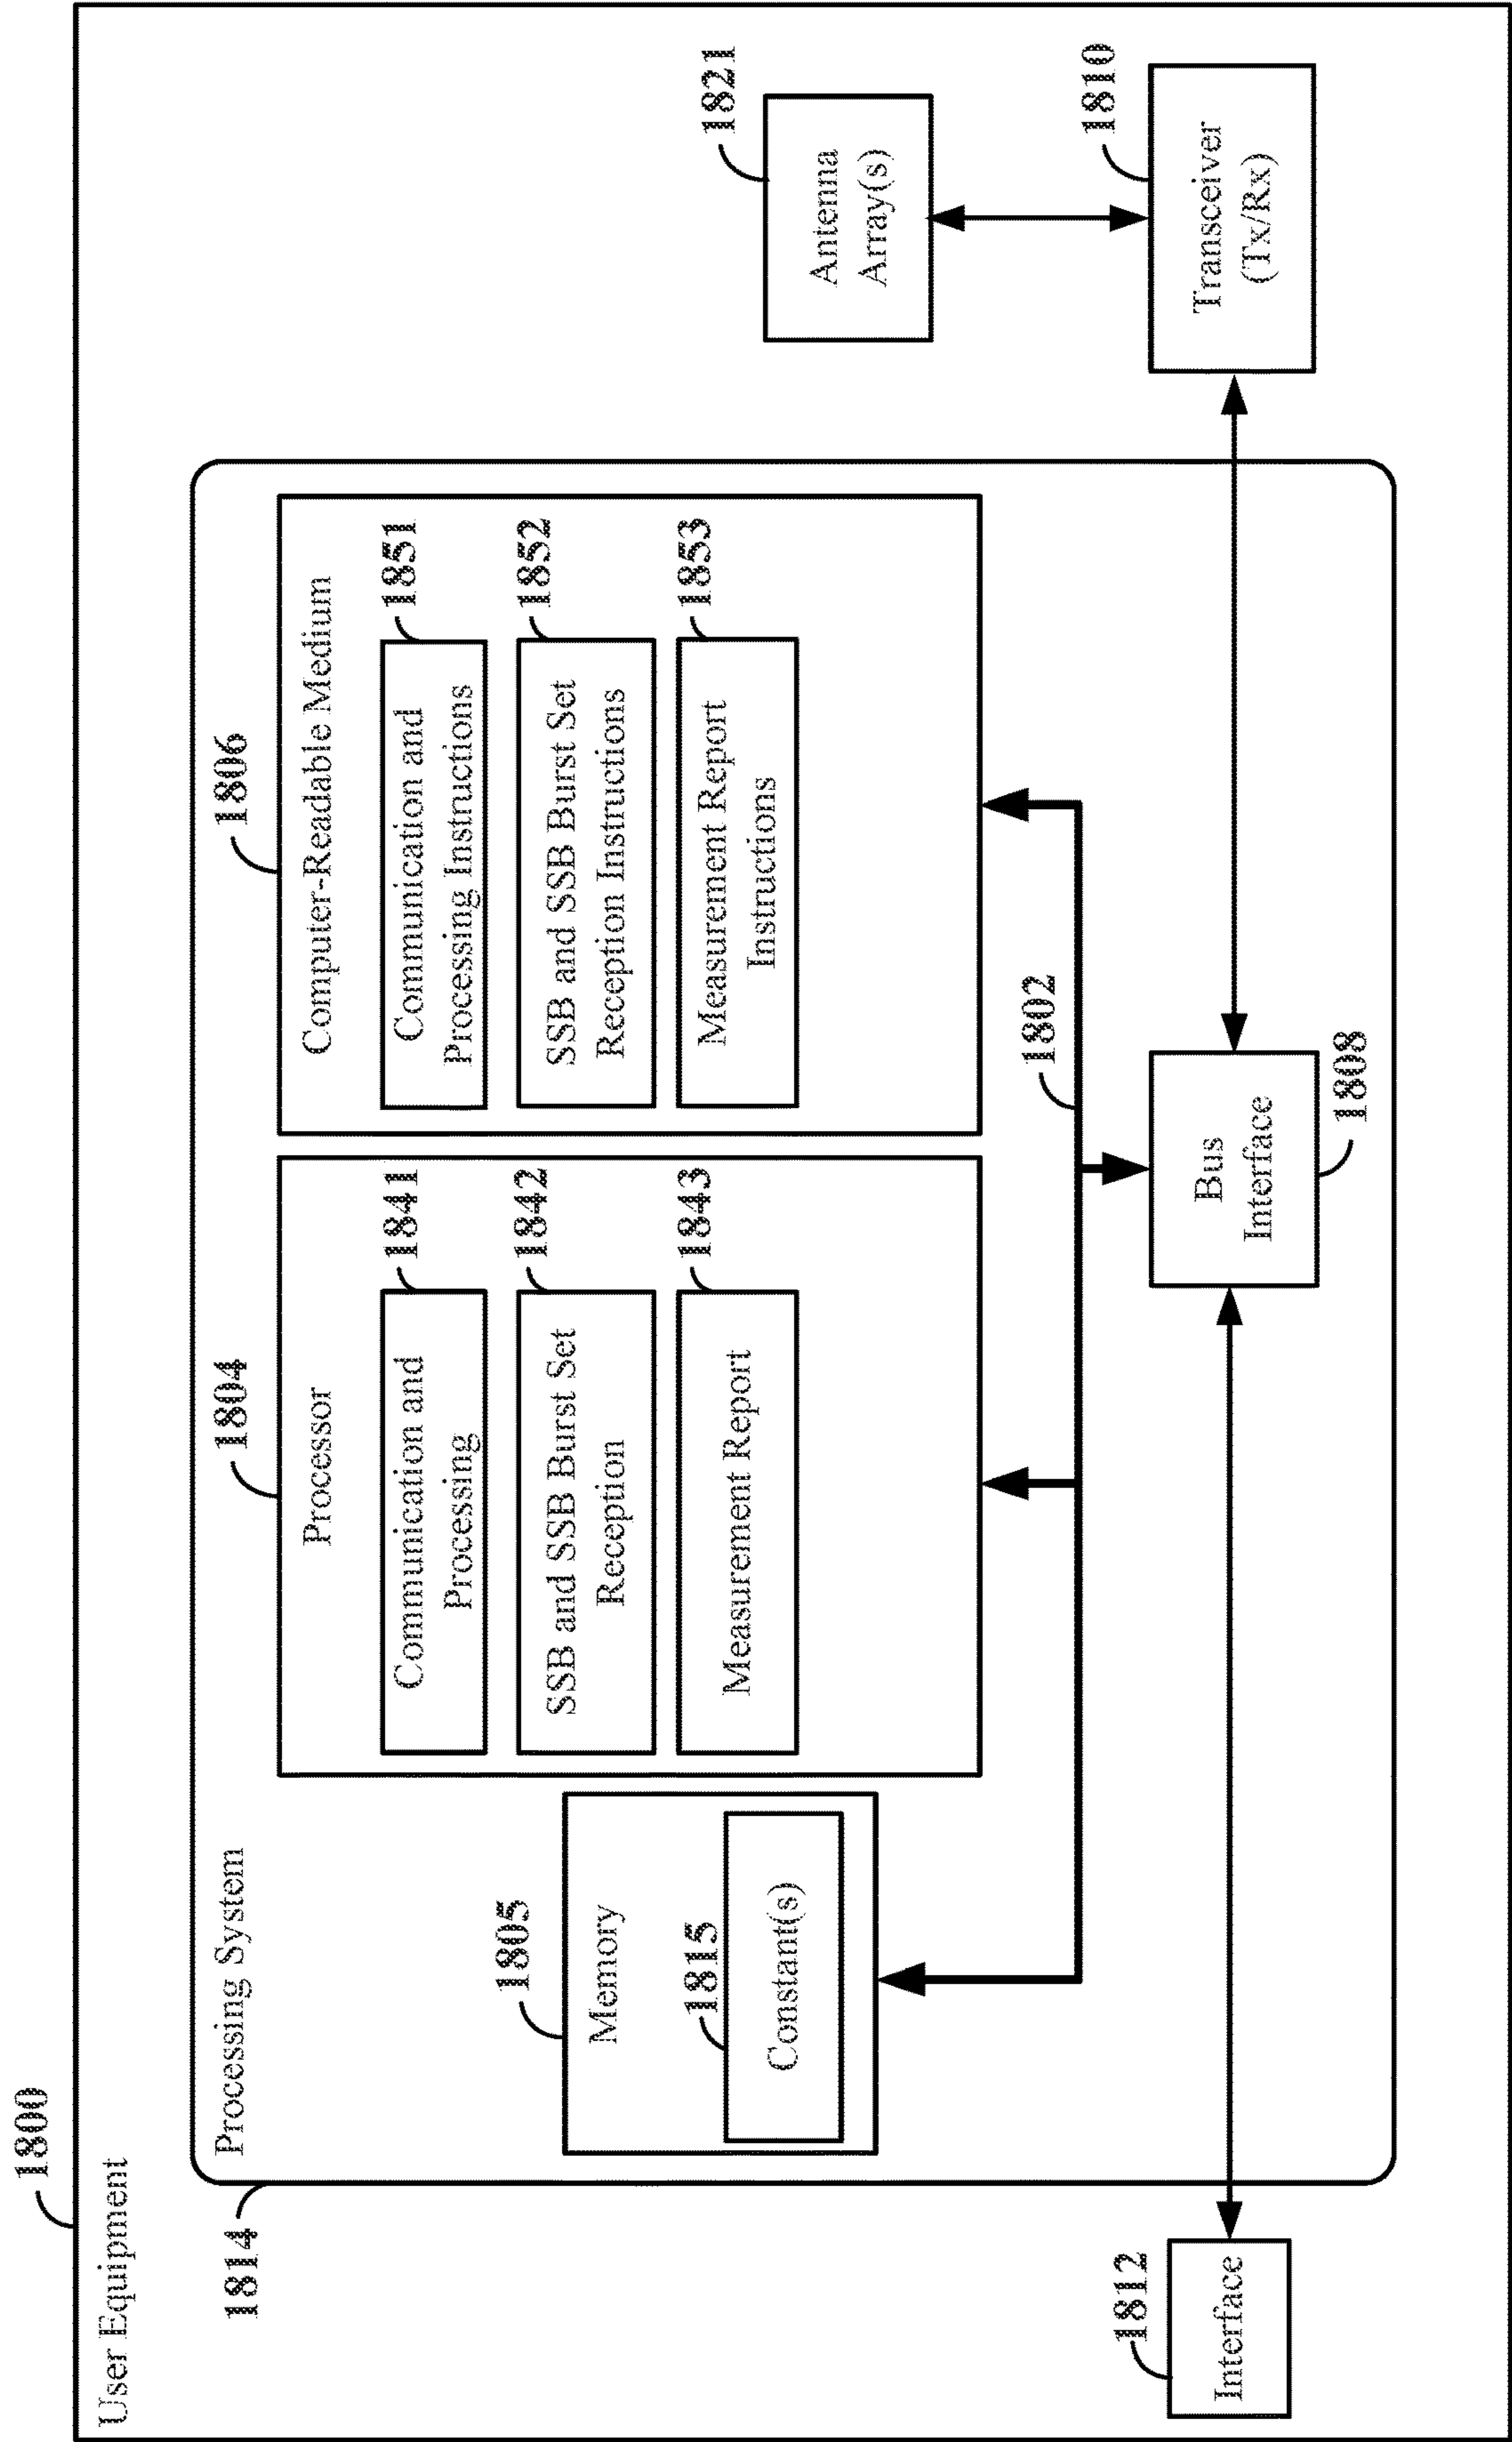 1800
User Equipment
1814
Processing System
1805
Memory
1815
Constant(s)
1804
Processor
1841
Communication and
Processing
1842
SSB and SSB Burst Set
Reception
1843
Measurement Report
1806
Computer-Readable Medium
1851
Communication and
Processing Instructions
1852
SSB and SSB Burst Set
Reception Instructions
1853
Measurement Report
Instructions
1802
1821
Antenna
Array(s)
1812
Interface
Bus
Interface
1808
1810
Transceiver
(Tx/Rx)